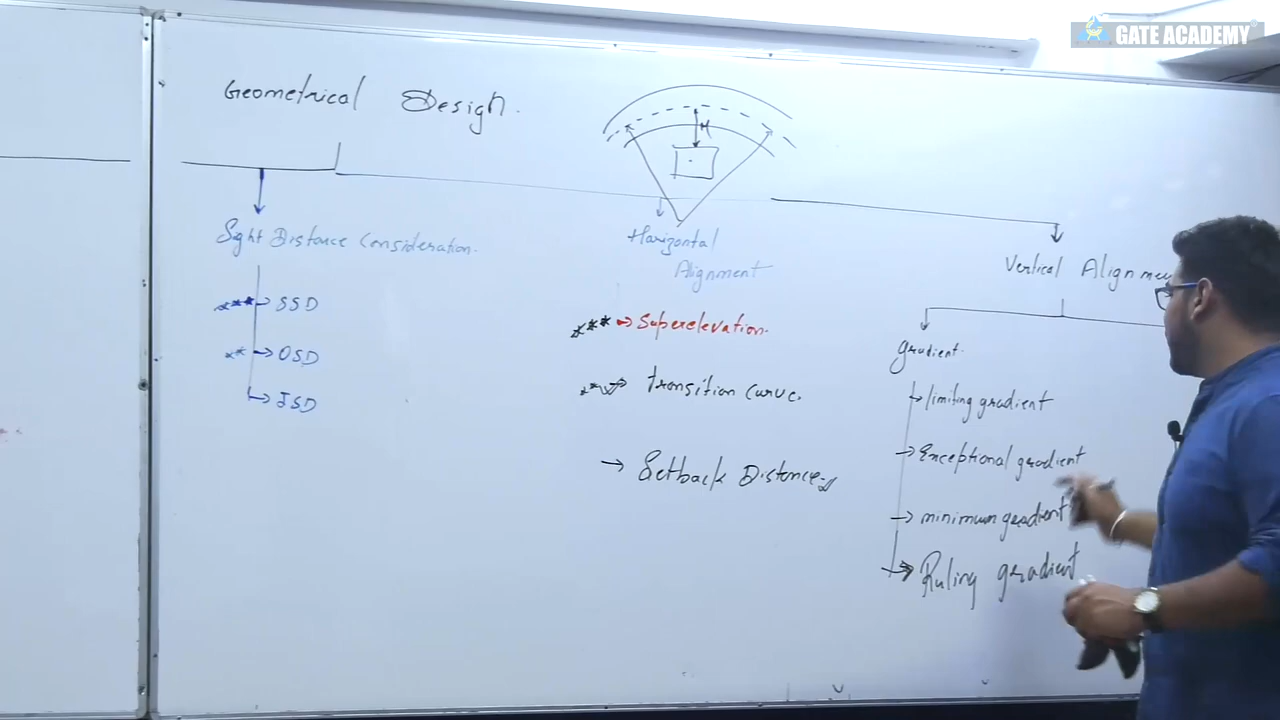 GATE ACADEMY
Geometrical Design.
M
Sight Distance Consideration.
*** SSD
** OSD
ISD
Horizontal
Alignment
*** Superelevation.
** transition curve.
Setback Distance
Vertical Alignme
gradient.
limiting gradient
Exceptional gradient
minimum gradient
Ruling gradient